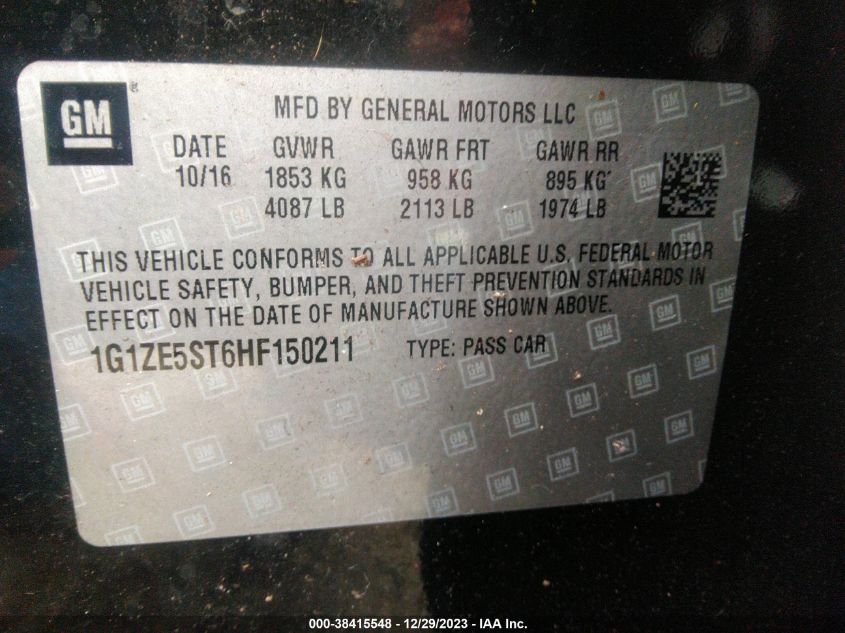 GM
MFD BY GENERAL MOTORS LLC
DATE GVWR GAWR FRT GAWR RR
10/16 1853 KG 958 KG 895 KG
4087 LB 2113 LB 1974 LB
THIS VEHICLE CONFORMS TO ALL APPLICABLE U.S. FEDERAL MOTOR
VEHICLE SAFETY, BUMPER, AND THEFT PREVENTION STANDARDS IN
EFFECT ON THE DATE OF MANUFACTURE SHOWN ABOVE.
1G1ZE5ST6HF150211 TYPE: PASS CAR
000-38415548 - 12/29/2023 - IAA Inc.